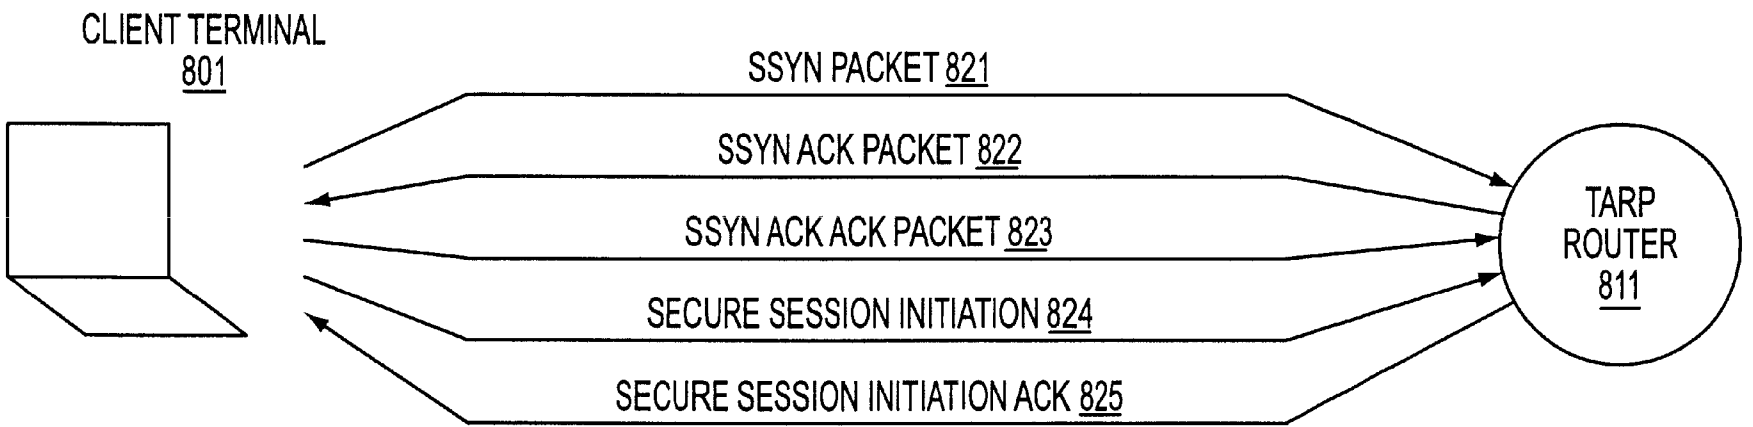 CLIENT TERMINAL
801
SSYN PACKET 821
SSYN ACK PACKET 822
SSYN ACK ACK PACKET 823
SECURE SESSION INITIATION 824
SECURE SESSION INITIATION ACK 825
TARP
ROUTER
811